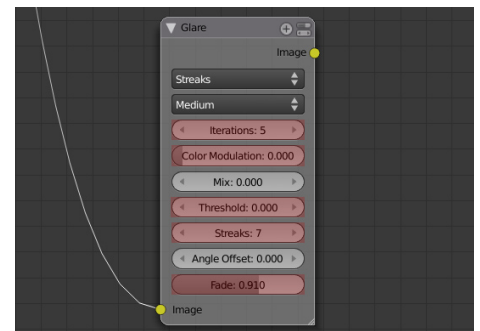 Glare
Image
Streaks
Medium
Iterations: 5
Color Modulation: 0.000
Mix: 0.000
Threshold: 0.000
Streaks: 7
Angle Offset: 0.000
Fade: 0.910
Image